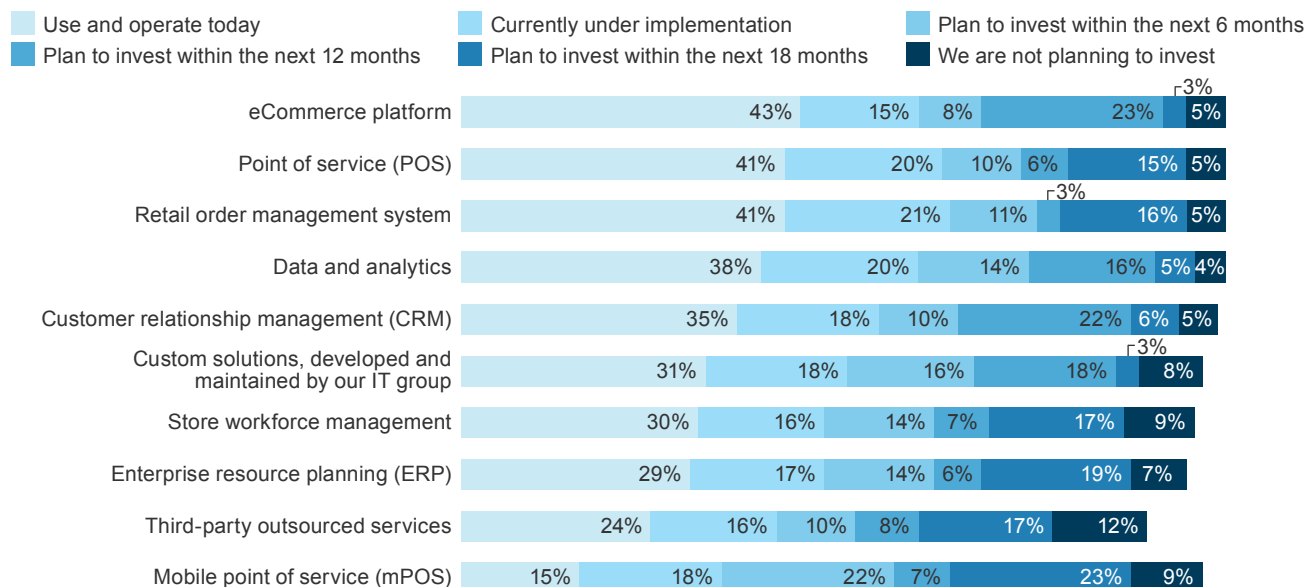 Use and operate today Currently under implementation Plan to invest within the next 6 months
Plan to invest within the next 12 months Plan to invest within the next 18 months We are not planning to invest
3%
eCommerce platform 43% 15% 8% 23% 5%
Point of service (POS) 41% 20% 10% 6% 15% 5%
3%
Retail order management system 41% 21% 11% 16% 5%
Data and analytics 38% 20% 14% 16% 5% 4%
Customer relationship management (CRM) 35% 18% 10% 22% 6% 5%
3%
Custom solutions, developed and
maintained by our IT group 31% 18% 16% 18% 8%
Store workforce management 30% 16% 14% 7% 17% 9%
Enterprise resource planning (ERP) 29% 17% 14% 6% 19% 7%
Third-party outsourced services 24% 16% 10% 8% 17% 12%
Mobile point of service (mPOS) 15% 18% 22% 7% 23% 9%